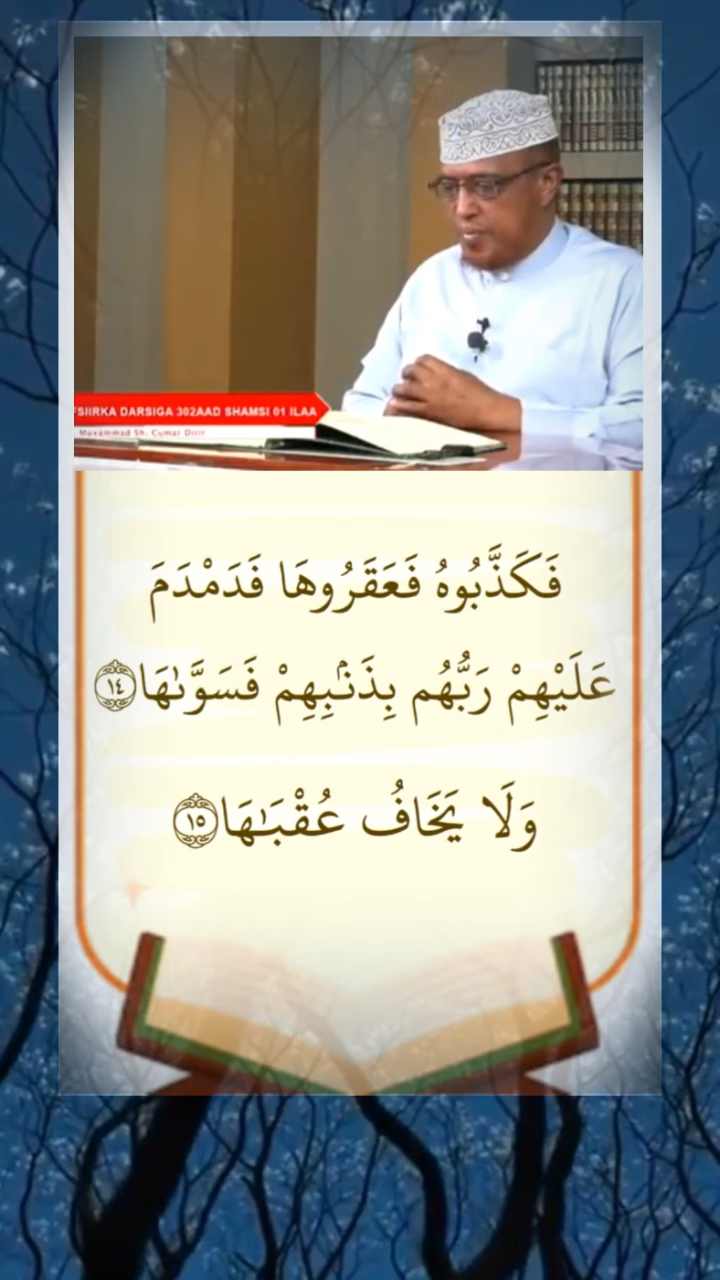 FSIIRKA DARSIGA 302AAD SHAMSI 01 ILAA
Muxammad Sh. Cumar Dirir
فَكَذَّبُوهُ فَعَقَرُوهَا فَدَمْدَمَ
عَلَيْهِمْ رَبُّهُم بِذَنۢبِهِمْ فَسَوَّىٰهَا ١٤
وَلَا يَخَافُ عُقْبَـٰهَا ١٥